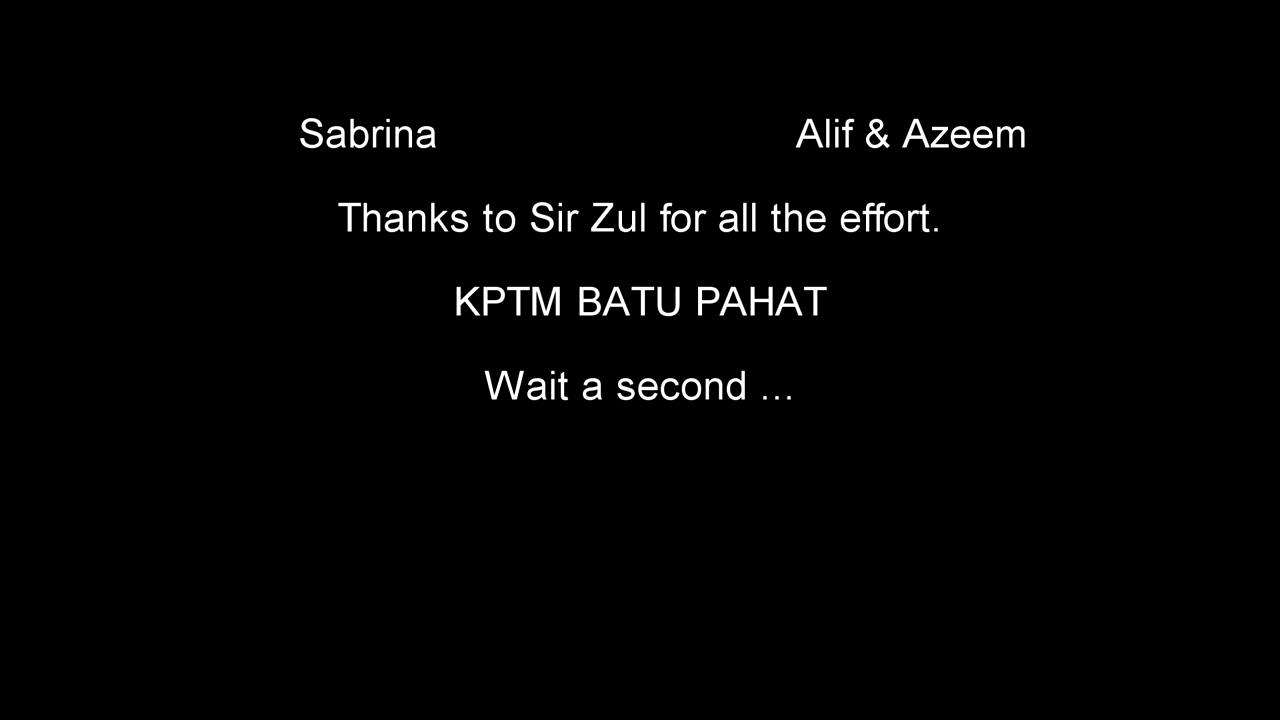 Sabrina Alif & Azeem
Thanks to Sir Zul for all the effort.
KPTM BATU PAHAT
Wait a second ...